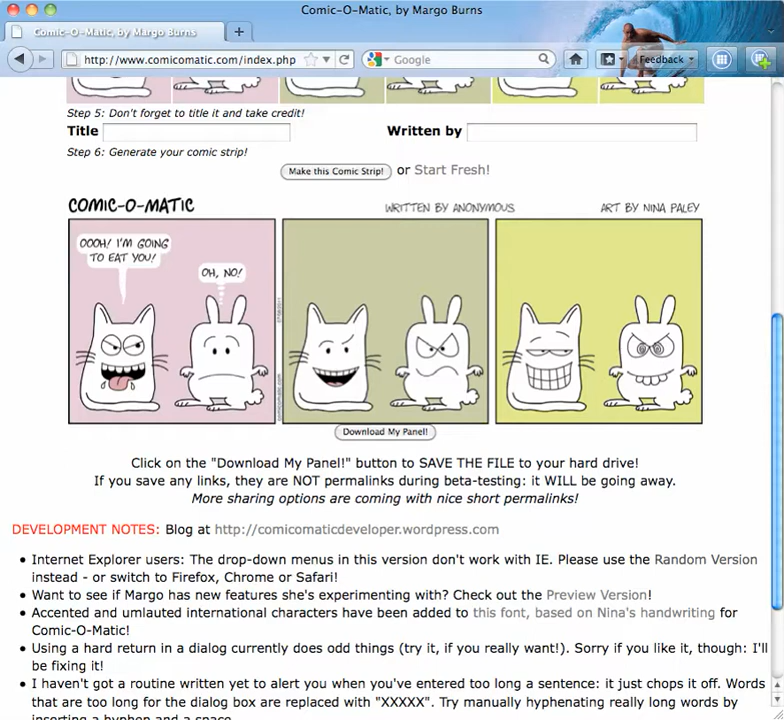 Comic-O-Matic, by Margo Burns
Comic-O-Matic, by Margo Burns
http://www.comicomatic.com/index.php
Google
Feedback
Step 5: Don't forget to title it and take credit!
Title
Written by
Step 6: Generate your comic strip!
Make this Comic Strip! or Start Fresh!
COMIC-O-MATIC WRITTEN BY ANONYMOUS ART BY NINA PALEY
OOOH! I'M GOING
TO EAT YOU!
OH, NO!
comicomatic.com
Download My Panel!
Click on the "Download My Panel!" button to SAVE THE FILE to your hard drive!
If you save any links, they are NOT permalinks during beta-testing: it WILL be going away.
More sharing options are coming with nice short permalinks!
DEVELOPMENT NOTES: Blog at http://comicomaticdeveloper.wordpress.com
Internet Explorer users: The drop-down menus in this version don't work with IE. Please use the Random Version
instead - or switch to Firefox, Chrome or Safari!
Want to see if Margo has new features she's experimenting with? Check out the Preview Version!
Accented and umlauted international characters have been added to this font, based on Nina's handwriting for
Comic-O-Matic!
Using a hard return in a dialog currently does odd things (try it, if you really want!). Sorry if you like it, though: I'll
be fixing it!
I haven't got a routine written yet to alert you when you've entered too long a sentence: it just chops it off. Words
that are too long for the dialog box are replaced with "XXXXX". Try manually hyphenating really long words by
inserting a hyphen and a space